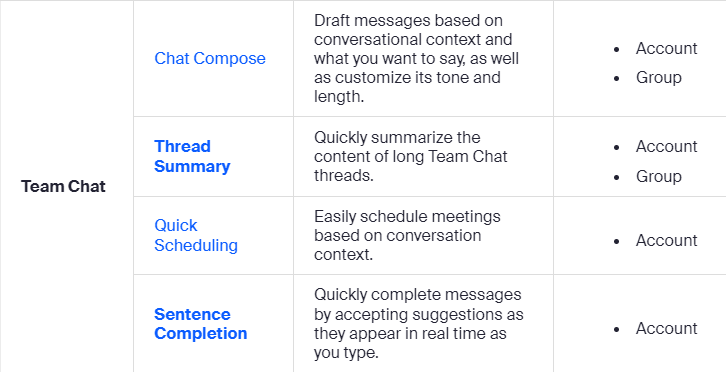 Team Chat
Chat Compose
Draft messages based on
conversational context and
what you want to say, as well
as customize its tone and
length.
Account
Group
Thread
Summary
Quickly summarize the
content of long Team Chat
threads.
Account
Group
Quick
Scheduling
Easily schedule meetings
based on conversation
context.
Account
Sentence
Completion
Quickly complete messages
by accepting suggestions as
they appear in real time as
you type.
Account